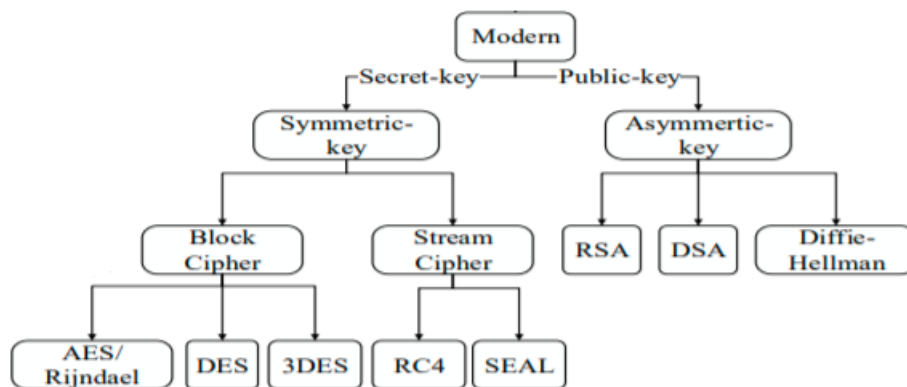 Modern
Secret-key
Public-key
Symmetric-
key
Asymmertic-
key
Block
Cipher
Stream
Cipher
RSA
DSA
Diffie-
Hellman
AES/
Rijndael
DES
3DES
RC4
SEAL